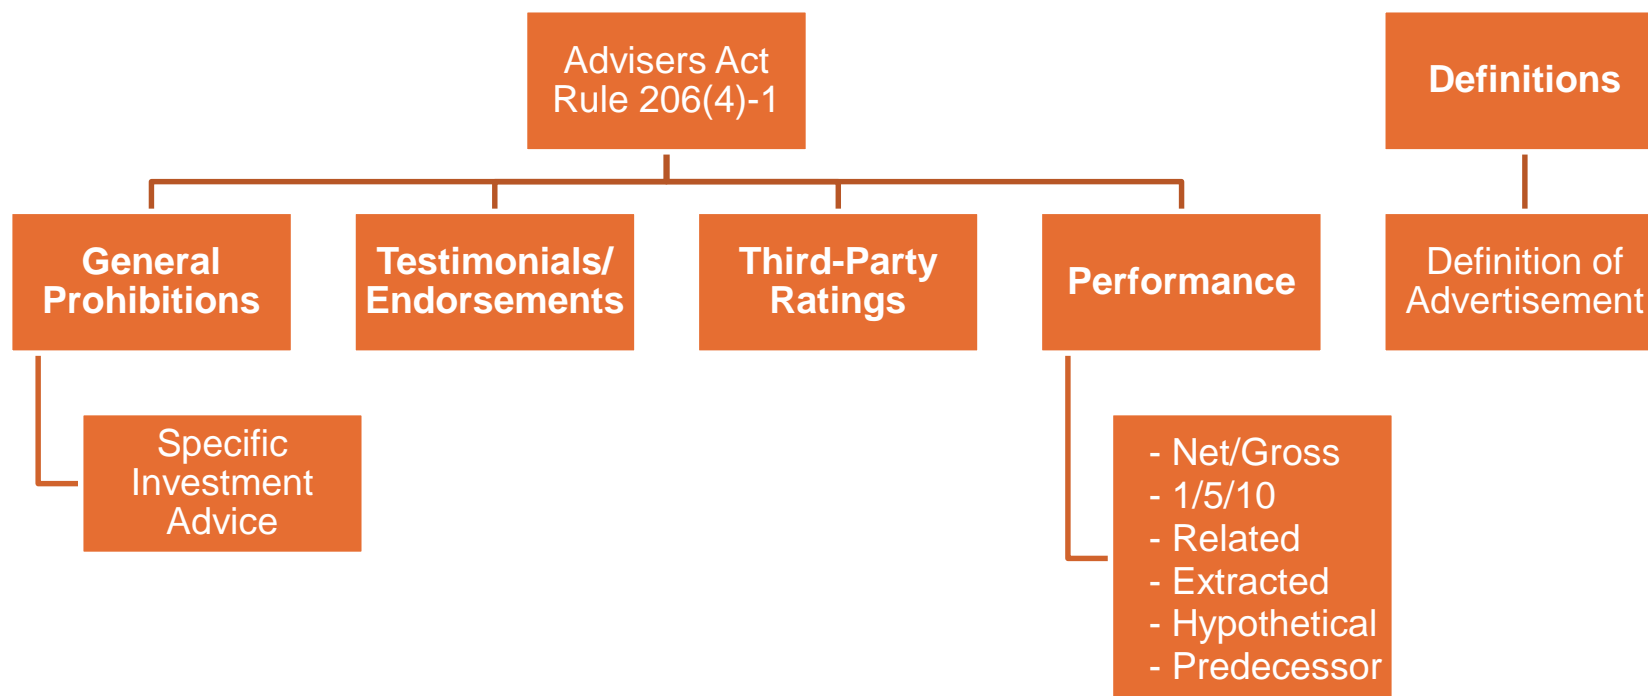 Advisers Act
Rule 206(4)-1
Definitions
General
Prohibitions
Testimonials/
Endorsements
Third-Party
Ratings
Performance
Definition of
Advertisement
Specific
Investment
Advice
- Net/Gross
- 1/5/10
- Related
- Extracted
- Hypothetical
- Predecessor